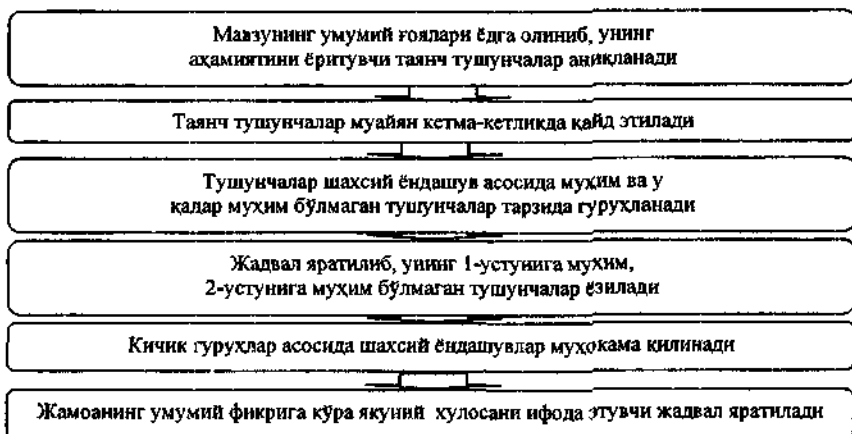 Мавзунинг умумий ғоялари ёдга олиниб, унинг
аҳамиятини ёритувчи таянч тушунчалар аниқланади
Таянч тушунчалар муайян кетма-кетликда қайд этилади
Тушунчалар шахсий ёндашув асосида муҳим ва у
қадар муҳим бўлмаган тушунчалар тарзида гуруҳланади
Жадвал яратилиб, унинг 1-устунига муҳим,
2-устунига муҳим бўлмаган тушунчалар ёзилади
Кичик гуруҳлар асосида шахсий ёндашувлар муҳокама қилинади
Жамоанинг умумий фикрига кўра якуний хулосани ифода этувчи жадвал яратилади